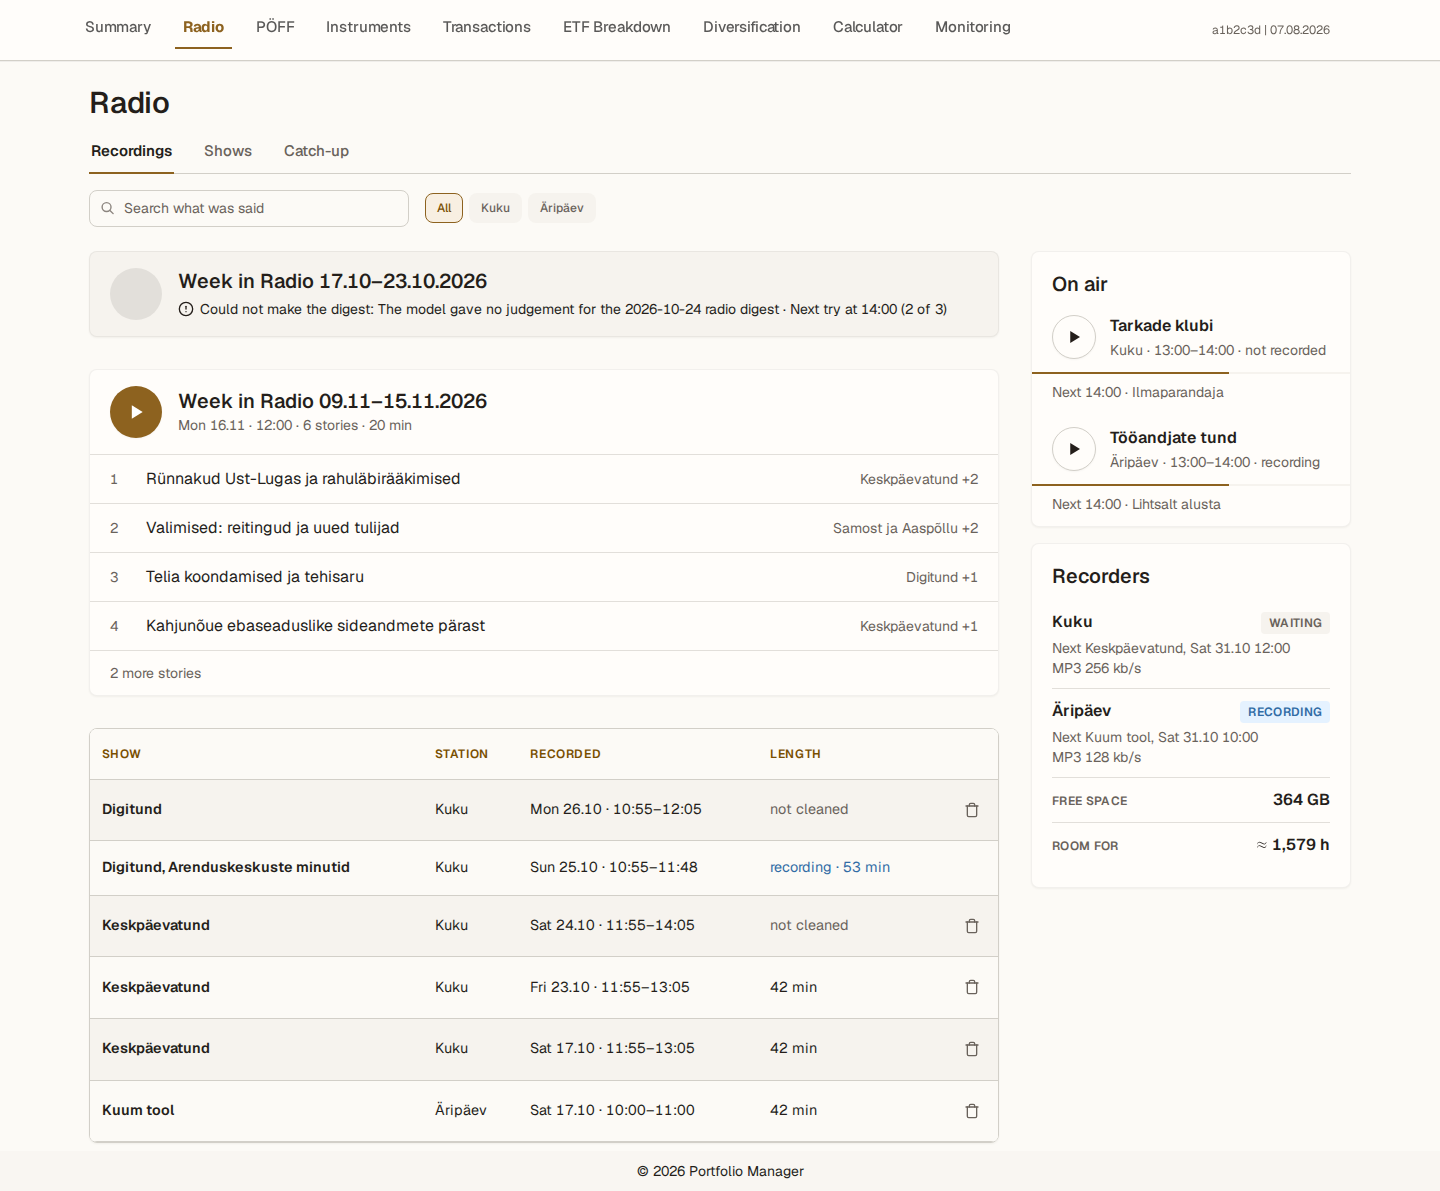 Summary Radio PÖFF Instruments Transactions ETF Breakdown Diversification Calculator Monitoring a1b2c3d | 07.08.2026
Radio
Recordings Shows Catch-up
Search what was said All Kuku Äripäev
Week in Radio 17.10–23.10.2026
Could not make the digest: The model gave no judgement for the 2026-10-24 radio digest · Next try at 14:00 (2 of 3)
Week in Radio 09.11–15.11.2026
Mon 16.11 · 12:00 · 6 stories · 20 min
1 Rünnakud Ust-Lugas ja rahuläbirääkimised Keskpäevatund +2
2 Valimised: reitingud ja uued tulijad Samost ja Aaspõllu +2
3 Telia koondamised ja tehisaru Digitund +1
4 Kahjunõue ebaseaduslike sideandmete pärast Keskpäevatund +1
2 more stories
SHOW STATION RECORDED LENGTH
Digitund Kuku Mon 26.10 · 10:55–12:05 not cleaned
Digitund, Arenduskeskuste minutid Kuku Sun 25.10 · 10:55–11:48 recording · 53 min
Keskpäevatund Kuku Sat 24.10 · 11:55–14:05 not cleaned
Keskpäevatund Kuku Fri 23.10 · 11:55–13:05 42 min
Keskpäevatund Kuku Sat 17.10 · 11:55–13:05 42 min
Kuum tool Äripäev Sat 17.10 · 10:00–11:00 42 min
On air
Tarkade klubi
Kuku · 13:00–14:00 · not recorded
Next 14:00 · Ilmaparandaja
Tööandjate tund
Äripäev · 13:00–14:00 · recording
Next 14:00 · Lihtsalt alusta
Recorders
Kuku WAITING
Next Keskpäevatund, Sat 31.10 12:00
MP3 256 kb/s
Äripäev RECORDING
Next Kuum tool, Sat 31.10 10:00
MP3 128 kb/s
FREE SPACE 364 GB
ROOM FOR ≈ 1,579 h
© 2026 Portfolio Manager